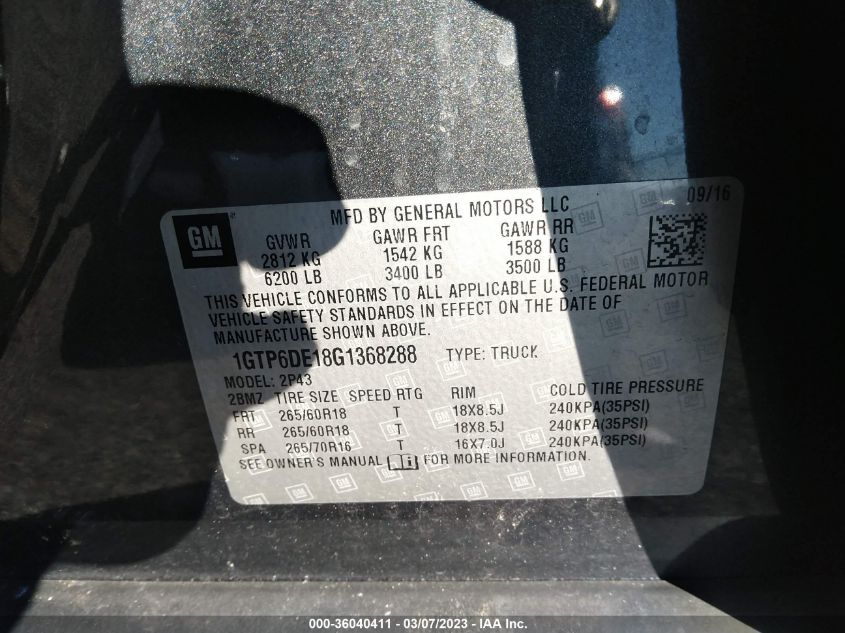 09/16
MFD BY GENERAL MOTORS LLC
GM
GVWR GAWR FRT GAWR RR
2812 KG 1542 KG 1588 KG
6200 LB 3400 LB 3500 LB
THIS VEHICLE CONFORMS TO ALL APPLICABLE U.S. FEDERAL MOTOR
VEHICLE SAFETY STANDARDS IN EFFECT ON THE DATE OF
MANUFACTURE SHOWN ABOVE.
1GTP6DE18G1368288 TYPE: TRUCK
MODEL: 2P43
2BMZ TIRE SIZE SPEED RTG RIM COLD TIRE PRESSURE
FRT 265/60R18 T 18X8.5J 240KPA(35PSI)
RR 265/60R18 T 18X8.5J 240KPA(35PSI)
SPA 265/70R16 T 16X7.0J 240KPA(35PSI)
SEE OWNER'S MANUAL FOR MORE INFORMATION.
000-36040411 - 03/07/2023 - IAA Inc.